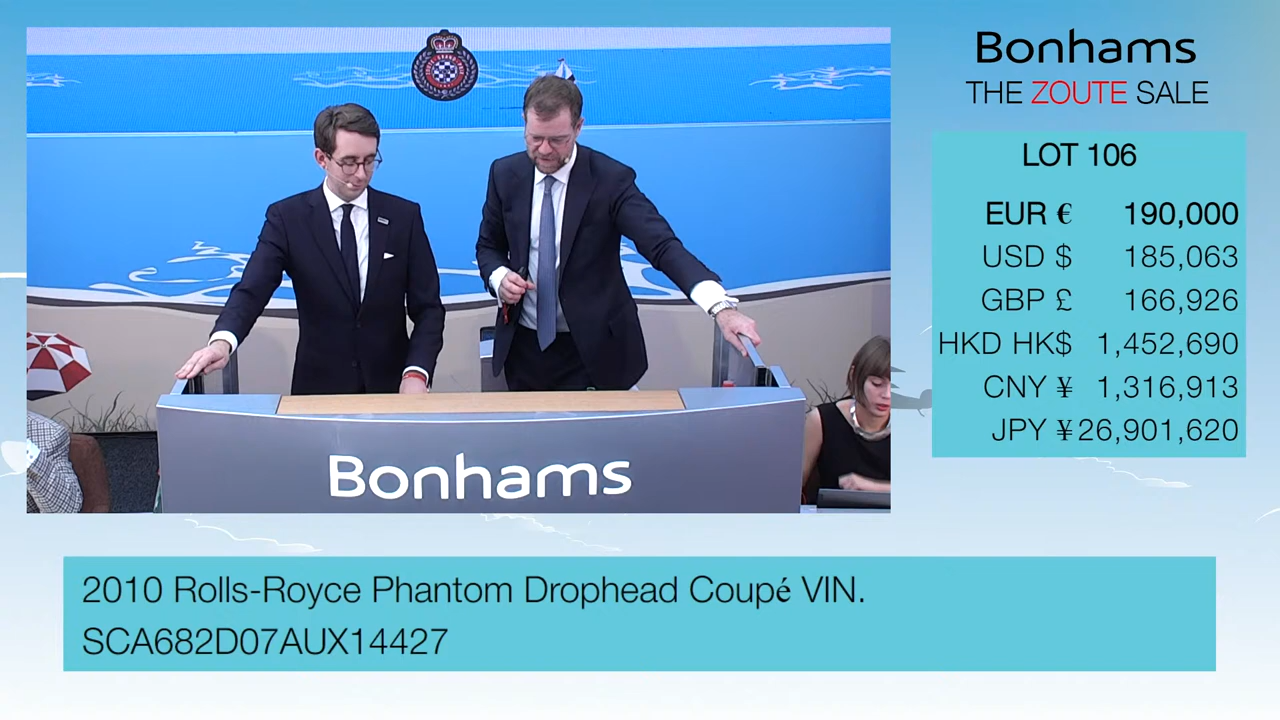 Bonhams
THE ZOUTE SALE
LOT 106
EUR € 190,000
USD $ 185,063
GBP £ 166,926
HKD HK$ 1,452,690
CNY ¥ 1,316,913
JPY ¥ 26,901,620
Bonhams
2010 Rolls-Royce Phantom Drophead Coupé VIN.
SCA682D07AUX14427